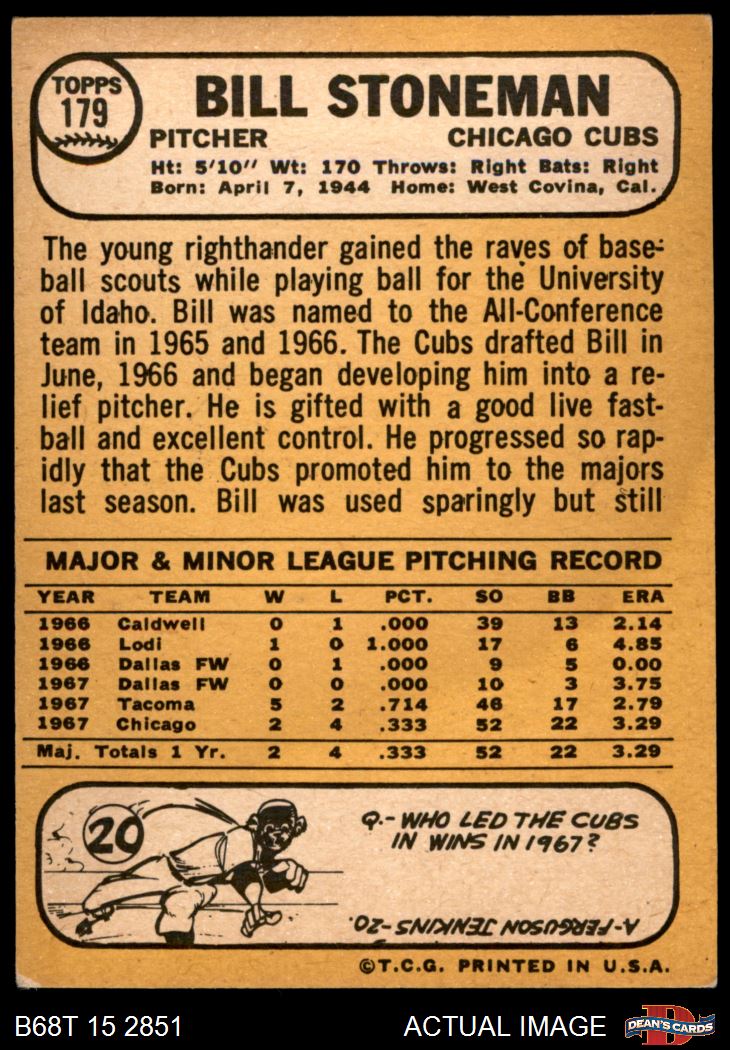 TOPPS
179
BILL STONEMAN
PITCHER CHICAGO CUBS
Ht: 5'10" Wt: 170 Throws: Right Bats: Right
Born: April 7, 1944 Home: West Covina, Cal.
The young righthander gained the raves of base-
ball scouts while playing ball for the University
of Idaho. Bill was named to the All-Conference
team in 1965 and 1966. The Cubs drafted Bill in
June, 1966 and began developing him into a re-
lief pitcher. He is gifted with a good live fast-
ball and excellent control. He progressed so rap-
idly that the Cubs promoted him to the majors
last season. Bill was used sparingly but still
MAJOR & MINOR LEAGUE PITCHING RECORD
YEAR TEAM W L PCT. SO BB ERA
1966 Caldwell 0 1 .000 39 13 2.14
1966 Lodi 1 0 1.000 17 6 4.85
1966 Dallas FW 0 1 .000 9 5 0.00
1967 Dallas FW 0 0 .000 10 3 3.75
1967 Tacoma 5 2 .714 46 17 2.79
1967 Chicago 2 4 .333 52 22 3.29
Maj. Totals 1 Yr. 2 4 .333 52 22 3.29
20
Q.- WHO LED THE CUBS
IN WINS IN 1967?
A-FERGUSON JENKINS-20.
©T.C.G. PRINTED IN U.S.A.
B68T 15 2851 ACTUAL IMAGE DEAN'S CARDS